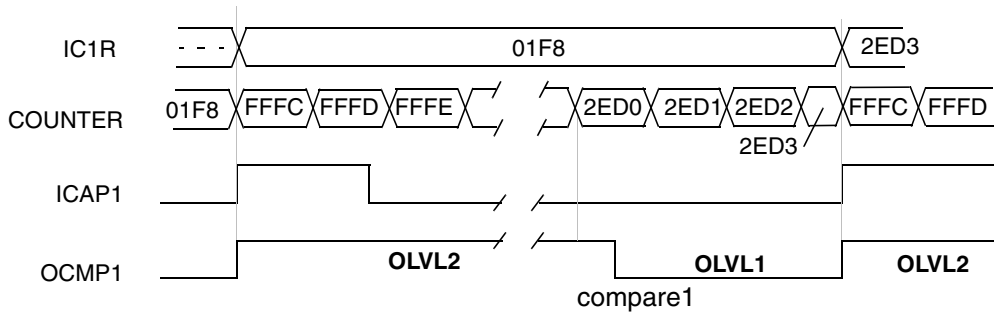 IC1R - - - 01F8 2ED3
COUNTER 01F8 FFFC FFFD FFFE 2ED0 2ED1 2ED2 FFFC FFFD
2ED3
ICAP1
OCMP1 OLVL2 OLVL1 OLVL2
compare1